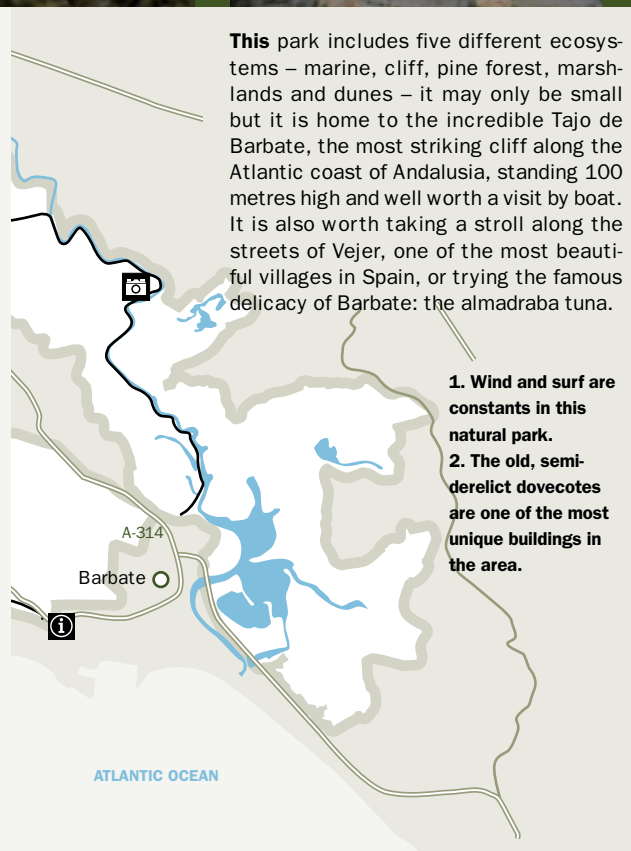 This park includes five different ecosys-
tems – marine, cliff, pine forest, marsh-
lands and dunes – it may only be small
but it is home to the incredible Tajo de
Barbate, the most striking cliff along the
Atlantic coast of Andalusia, standing 100
metres high and well worth a visit by boat.
It is also worth taking a stroll along the
streets of Vejer, one of the most beauti-
ful villages in Spain, or trying the famous
delicacy of Barbate: the almadraba tuna.
1. Wind and surf are
constants in this
natural park.
2. The old, semi-
derelict dovecotes
are one of the most
unique buildings in
the area.
A-314
Barbate
i
ATLANTIC OCEAN